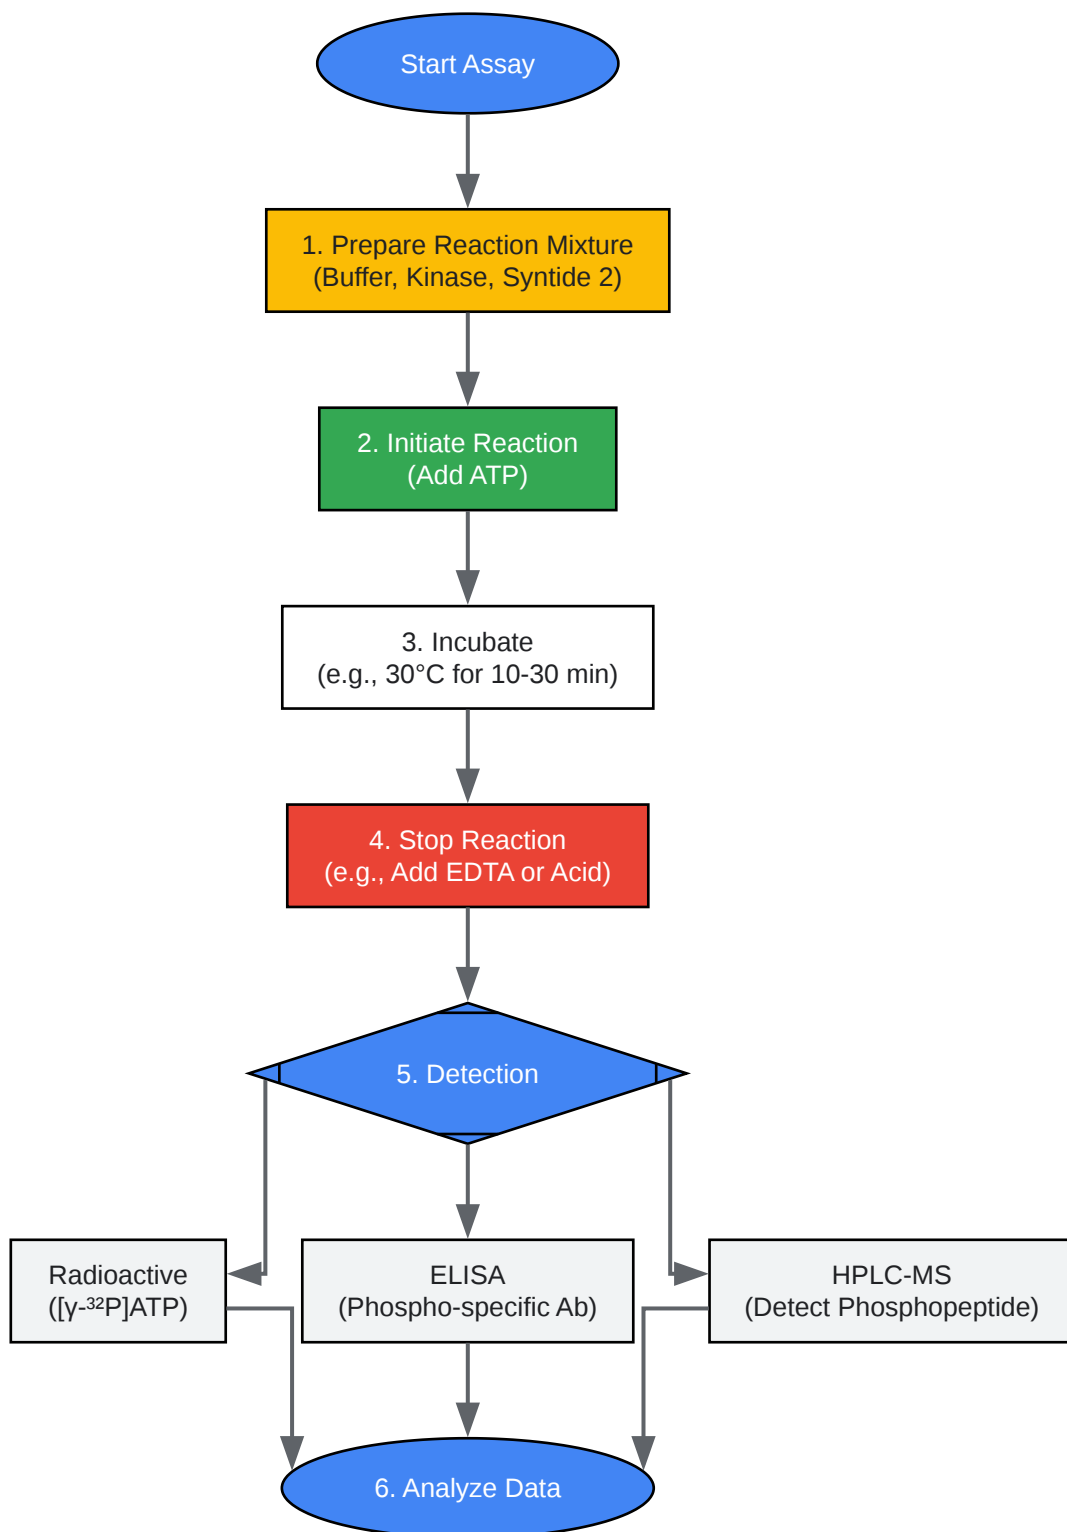 Start Assay
1. Prepare Reaction Mixture
(Buffer, Kinase, Syntide 2)
2. Initiate Reaction
(Add ATP)
3. Incubate
(e.g., 30°C for 10-30 min)
4. Stop Reaction
(e.g., Add EDTA or Acid)
5. Detection
Radioactive
([γ-³²P]ATP)
ELISA
(Phospho-specific Ab)
HPLC-MS
(Detect Phosphopeptide)
6. Analyze Data